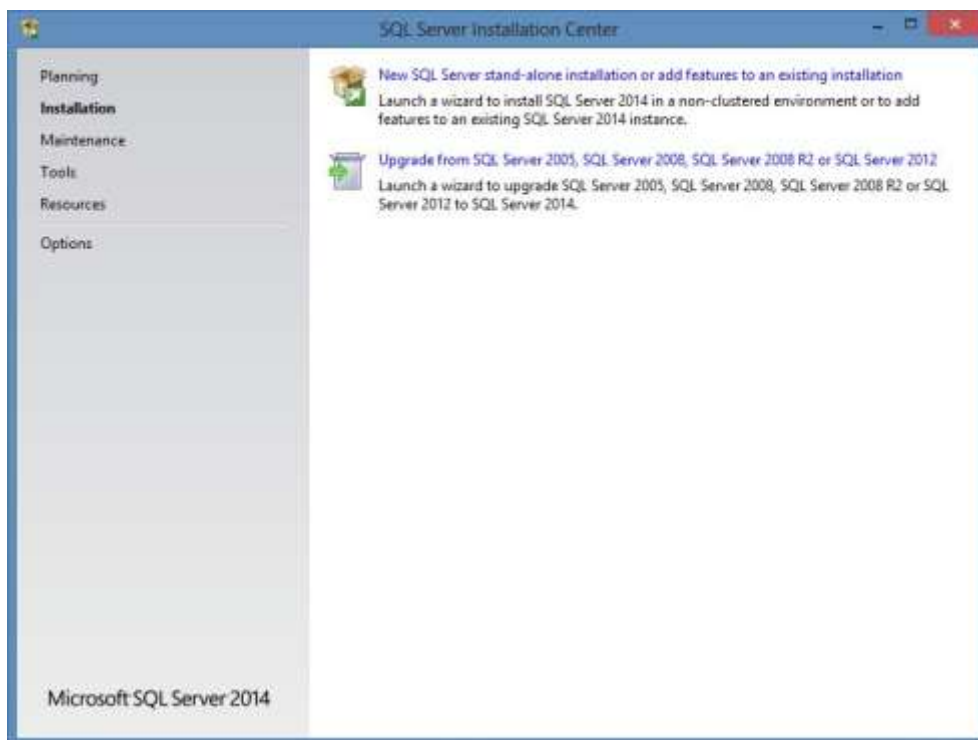 SQL Server Installation Center
Planning
Installation
Maintenance
Tools
Resources
Options
New SQL Server stand-alone installation or add features to an existing installation
Launch a wizard to install SQL Server 2014 in a non-clustered environment or to add
features to an existing SQL Server 2014 instance.
Upgrade from SQL Server 2005, SQL Server 2008, SQL Server 2008 R2 or SQL Server 2012
Launch a wizard to upgrade SQL Server 2005, SQL Server 2008, SQL Server 2008 R2 or SQL
Server 2012 to SQL Server 2014.
Microsoft SQL Server 2014